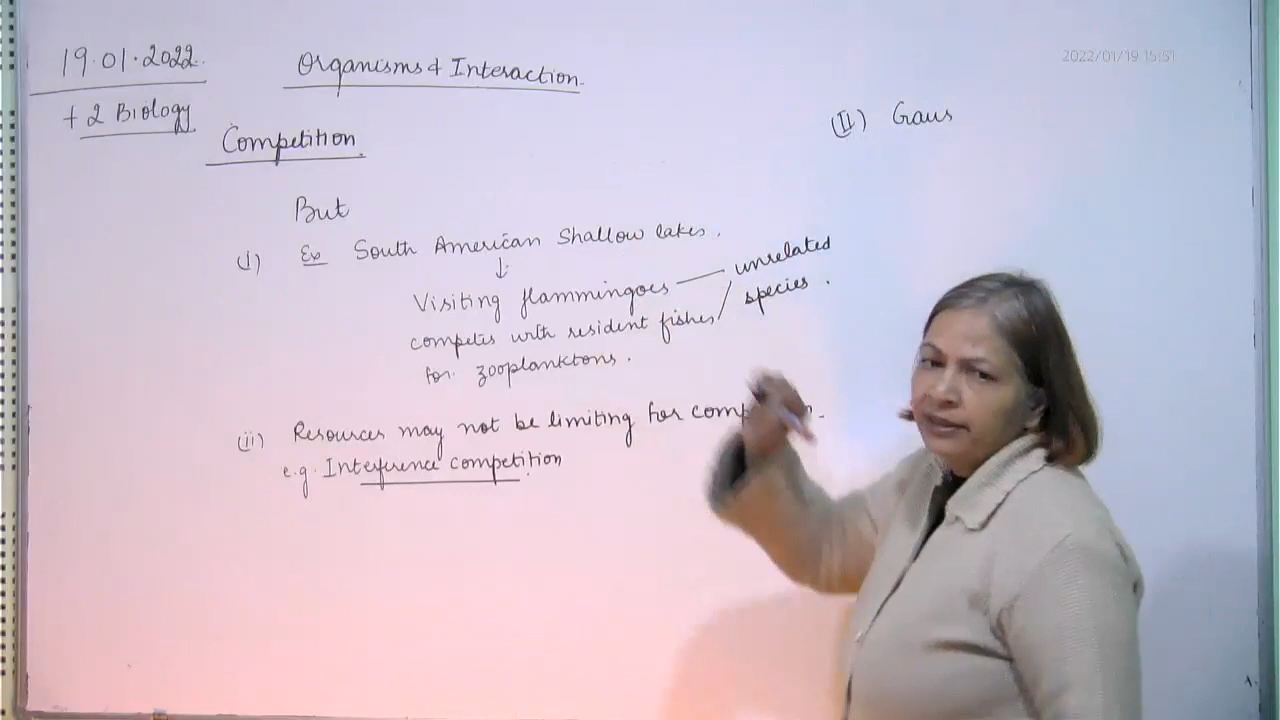 19.01.2022.
Organisms & Interaction.
2022/01/19 15:51
+2 Biology
Competition.
(II) Gaus
But
(i) Ex South American Shallow lakes.
↓
Visiting flammingoes — unrelated
competes with resident fishes / species.
for zooplanktons.
(ii) Resources may not be limiting for
e.g. Interference competition